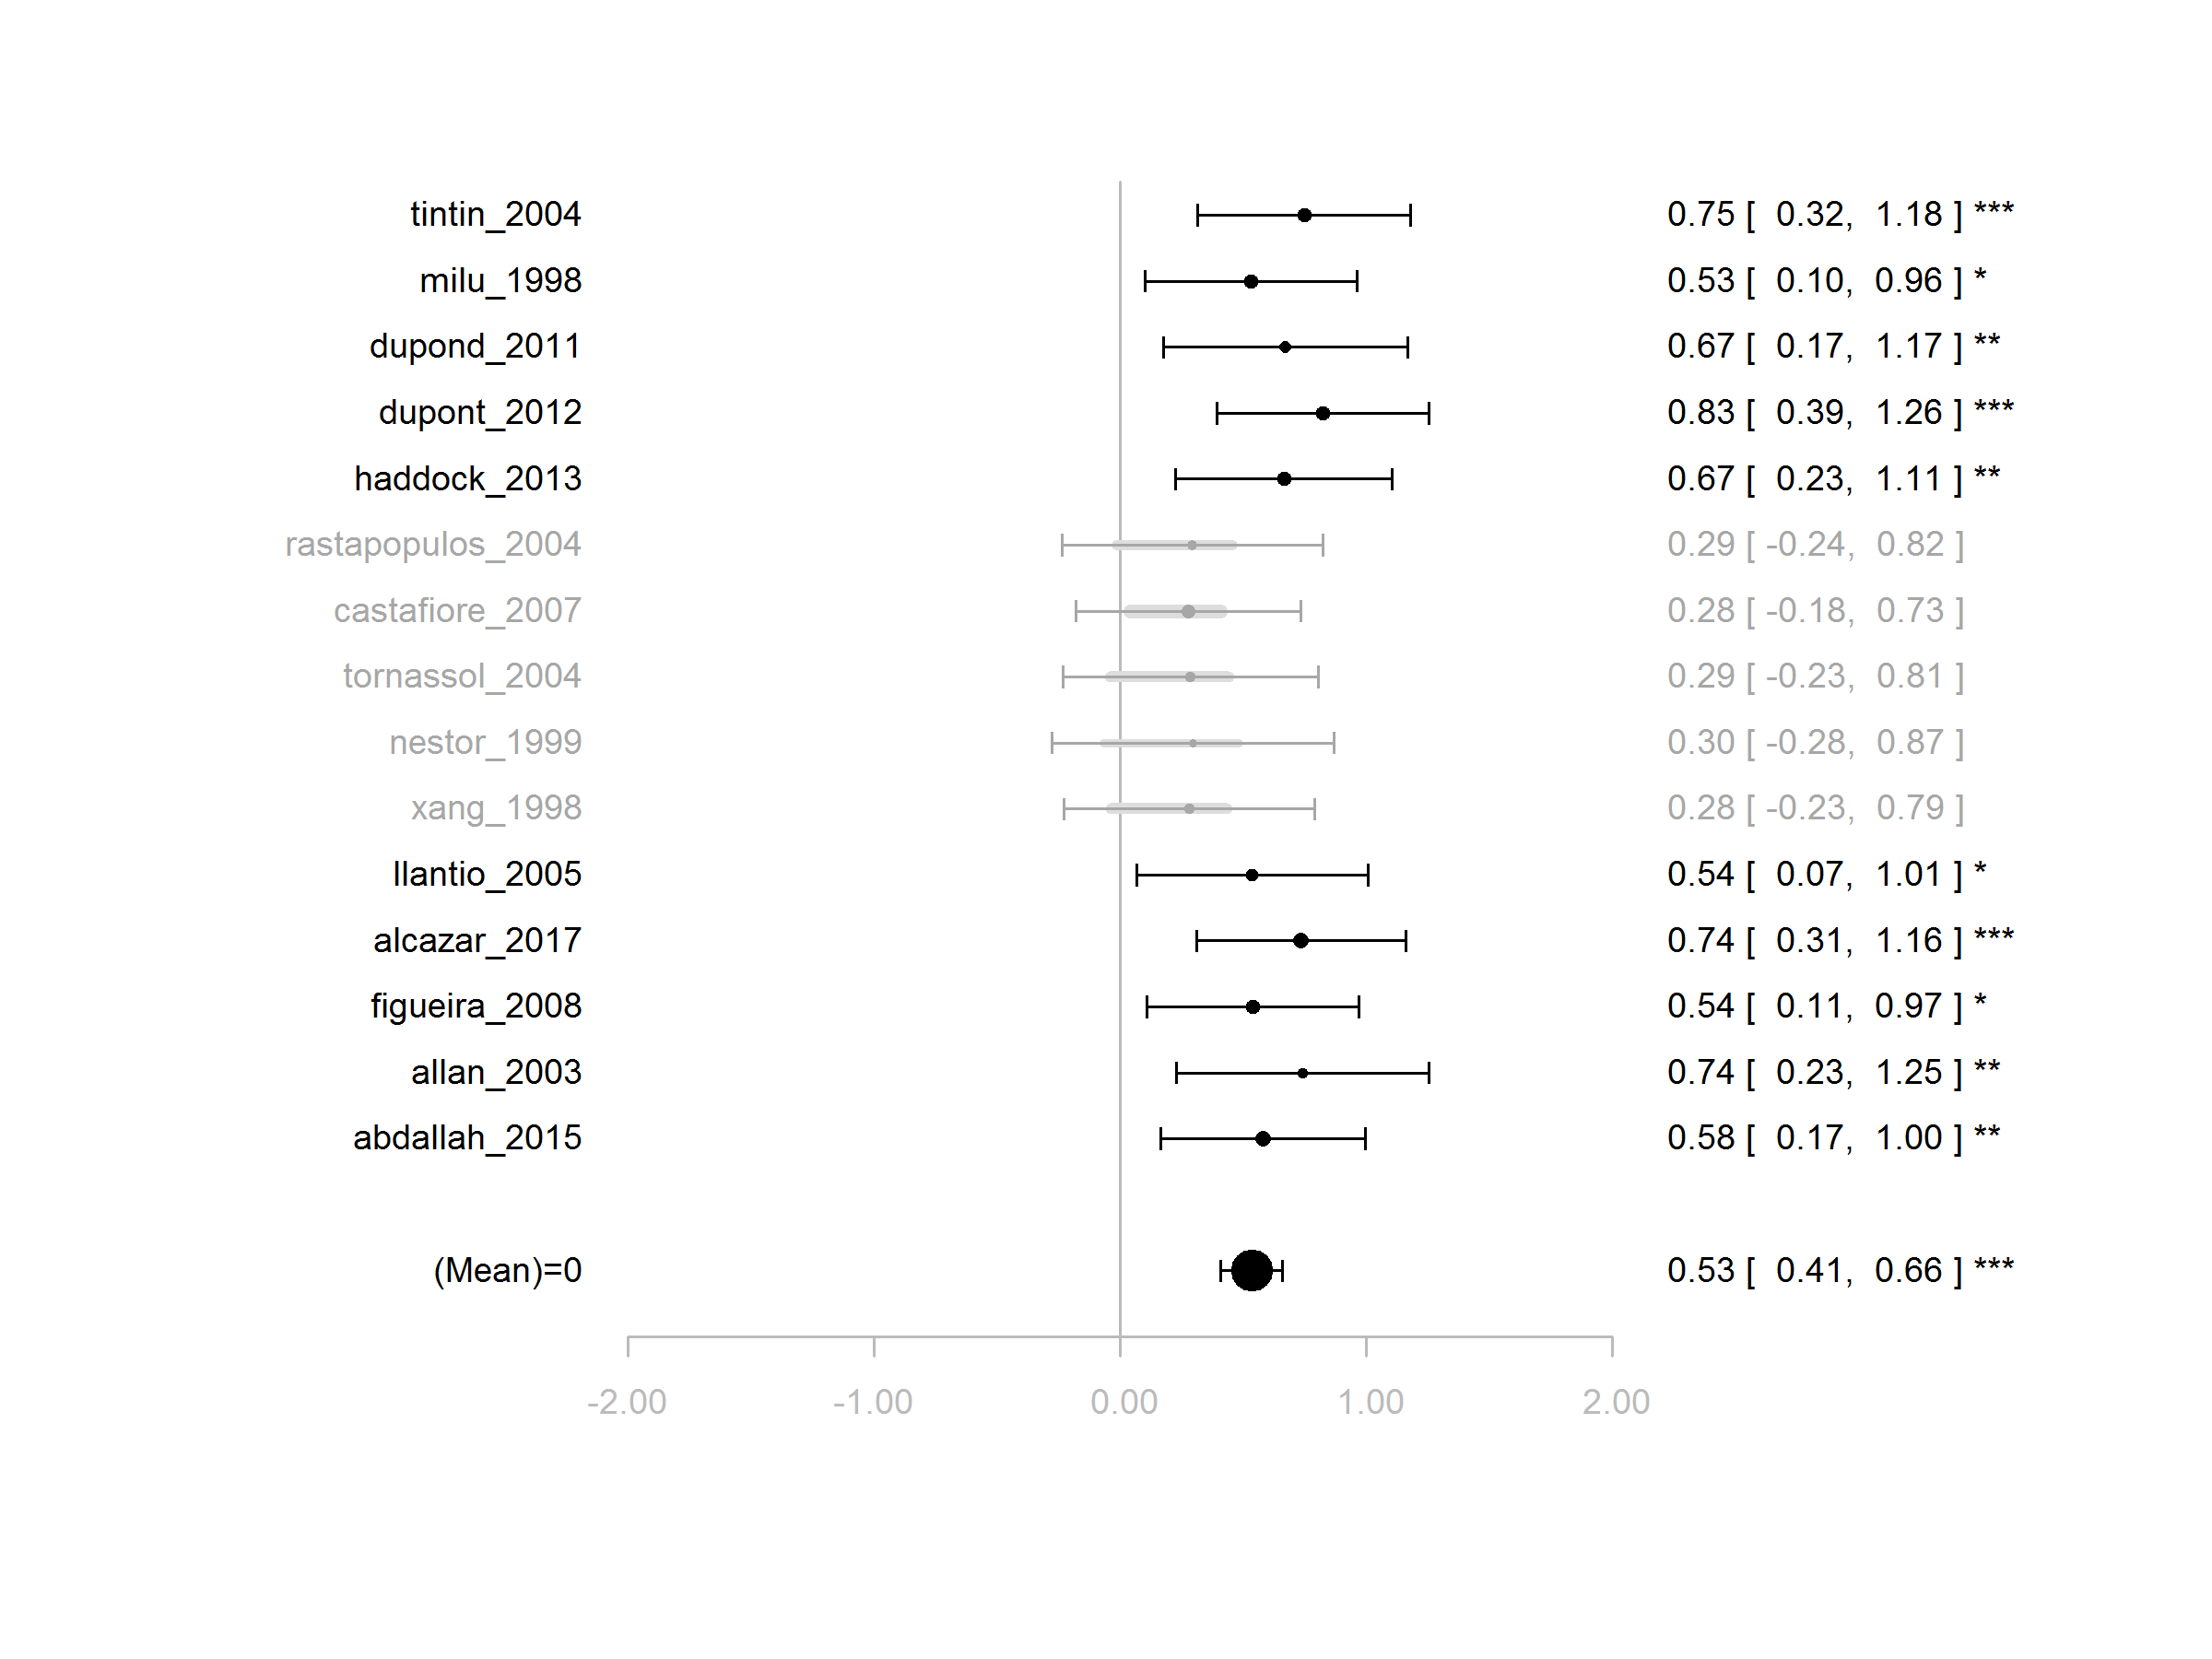 tintin_2004 0.75 [ 0.32, 1.18 ] ***
milu_1998 0.53 [ 0.10, 0.96 ] *
dupond_2011 0.67 [ 0.17, 1.17 ] **
dupont_2012 0.83 [ 0.39, 1.26 ] ***
haddock_2013 0.67 [ 0.23, 1.11 ] **
rastapopulos_2004 0.29 [ -0.24, 0.82 ]
castafiore_2007 0.28 [ -0.18, 0.73 ]
tornassol_2004 0.29 [ -0.23, 0.81 ]
nestor_1999 0.30 [ -0.28, 0.87 ]
xang_1998 0.28 [ -0.23, 0.79 ]
llantio_2005 0.54 [ 0.07, 1.01 ] *
alcazar_2017 0.74 [ 0.31, 1.16 ] ***
figueira_2008 0.54 [ 0.11, 0.97 ] *
allan_2003 0.74 [ 0.23, 1.25 ] **
abdallah_2015 0.58 [ 0.17, 1.00 ] **
(Mean)=0 0.53 [ 0.41, 0.66 ] ***
-2.00 -1.00 0.00 1.00 2.00